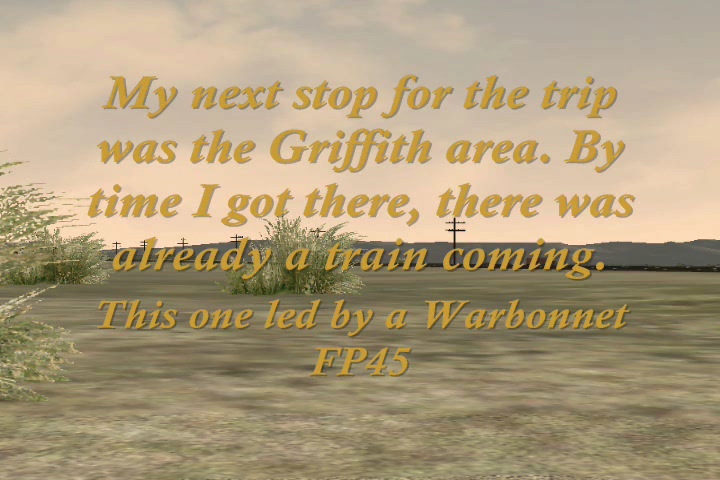 My next stop for the trip
was the Griffith area. By
time I got there, there was
already a train coming.
This one led by a Warbonnet
FP45